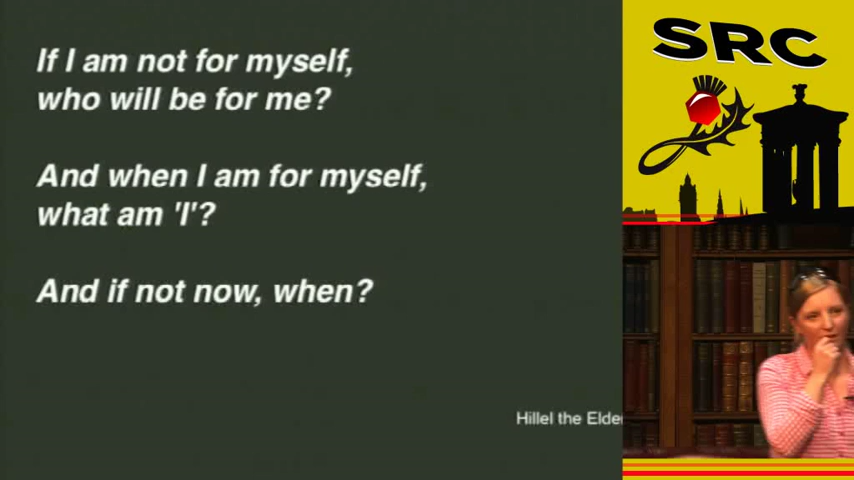 If I am not for myself,
who will be for me?
And when I am for myself,
what am 'I'?
And if not now, when?
Hillel the Elder
SRC